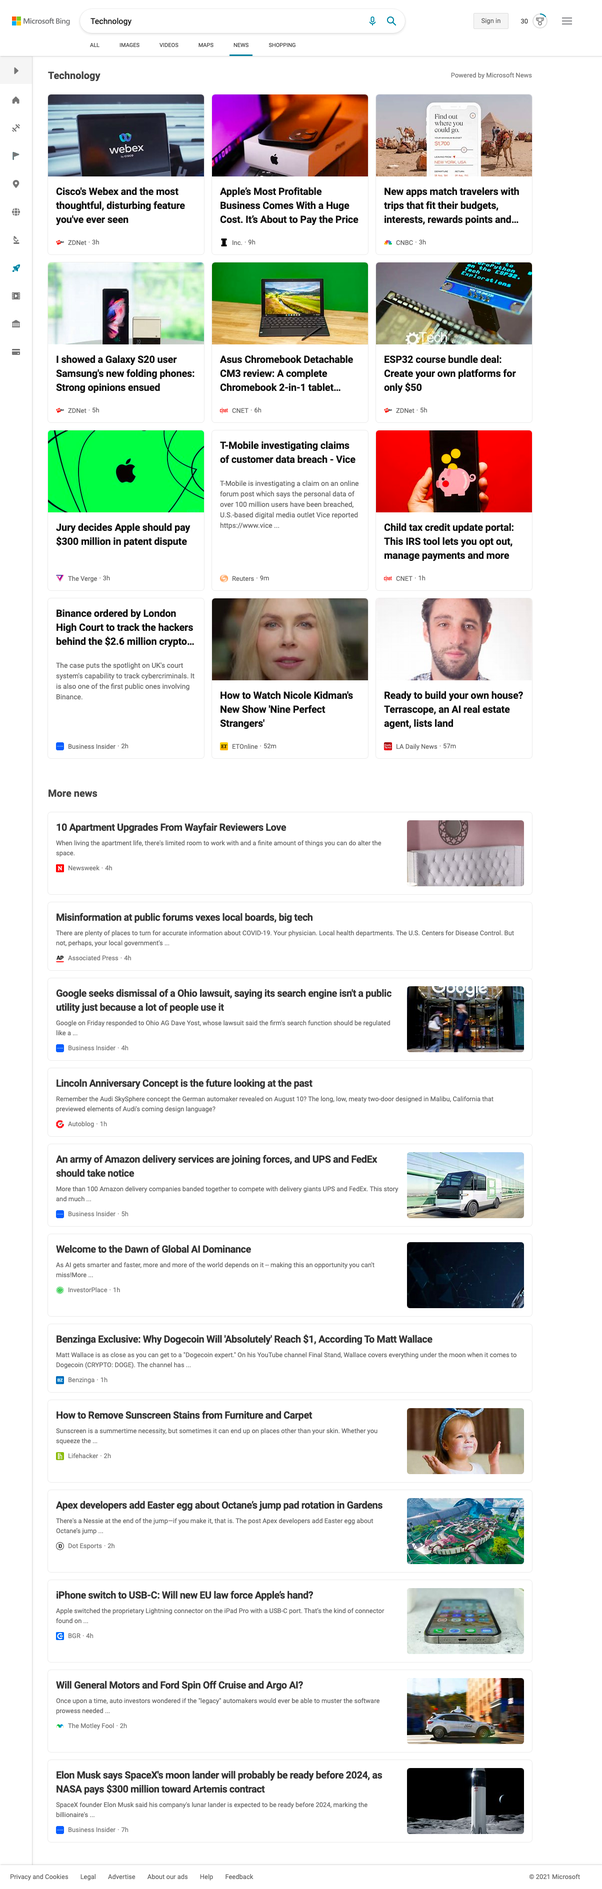 Microsoft Bing
Technology
Sign in
30
ALL IMAGES VIDEOS MAPS NEWS SHOPPING
Technology
Powered by Microsoft News
webex
Cisco's Webex and the most
thoughtful, disturbing feature
you've ever seen
ZDNet · 3h
Apple's Most Profitable
Business Comes With a Huge
Cost. It's About to Pay the Price
Inc. · 9h
Find out
where you
could go.
$1700
NEW YORK, USA
New apps match travelers with
trips that fit their budgets,
interests, rewards points and...
CNBC · 3h
I showed a Galaxy S20 user
Samsung's new folding phones:
Strong opinions ensued
ZDNet · 5h
Asus Chromebook Detachable
CM3 review: A complete
Chromebook 2-in-1 tablet...
CNET · 6h
ESP32
Tech
Explorations
Tech
ESP32 course bundle deal:
Create your own platforms for
only $50
ZDNet · 5h
Jury decides Apple should pay
$300 million in patent dispute
The Verge · 3h
T-Mobile investigating claims
of customer data breach - Vice
T-Mobile is investigating a claim on an online
forum post which says the personal data of
over 100 million users have been breached,
U.S.-based digital media outlet Vice reported
https://www.vice ...
Reuters · 9m
Child tax credit update portal:
This IRS tool lets you opt out,
manage payments and more
CNET · 1h
Binance ordered by London
High Court to track the hackers
behind the $2.6 million crypto...
The case puts the spotlight on UK's court
system's capability to track cybercriminals. It
is also one of the first public ones involving
Binance.
Business Insider · 2h
How to Watch Nicole Kidman's
New Show 'Nine Perfect
Strangers'
ET
ETOnline · 52m
Ready to build your own house?
Terrascope, an AI real estate
agent, lists land
LA Daily News · 57m
More news
10 Apartment Upgrades From Wayfair Reviewers Love
When living the apartment life, there's limited room to work with and a finite amount of things you can do alter the
space.
N
Newsweek · 4h
Misinformation at public forums vexes local boards, big tech
There are plenty of places to turn for accurate information about COVID-19. Your physician. Local health departments. The U.S. Centers for Disease Control. But
not, perhaps, your local government's ...
AP
Associated Press · 4h
Google seeks dismissal of a Ohio lawsuit, saying its search engine isn't a public
utility just because a lot of people use it
Google on Friday responded to Ohio AG Dave Yost, whose lawsuit said the firm's search function should be regulated
like a ...
Business Insider · 4h
Google
Lincoln Anniversary Concept is the future looking at the past
Remember the Audi SkySphere concept the German automaker revealed on August 10? The long, low, meaty two-door designed in Malibu, California that
previewed elements of Audi's coming design language?
Autoblog · 1h
An army of Amazon delivery services are joining forces, and UPS and FedEx
should take notice
More than 100 Amazon delivery companies banded together to compete with delivery giants UPS and FedEx. This story
and much ...
Business Insider · 5h
Welcome to the Dawn of Global AI Dominance
As AI gets smarter and faster, more and more of the world depends on it – making this an opportunity you can't
miss!More ...
InvestorPlace · 1h
Benzinga Exclusive: Why Dogecoin Will 'Absolutely' Reach $1, According To Matt Wallace
Matt Wallace is as close as you can get to a "Dogecoin expert." On his YouTube channel Final Stand, Wallace covers everything under the moon when it comes to
Dogecoin (CRYPTO: DOGE). The channel has ...
Benzinga · 1h
How to Remove Sunscreen Stains from Furniture and Carpet
Sunscreen is a summertime necessity, but sometimes it can end up on places other than your skin. Whether you
squeeze the ...
Lifehacker · 2h
Apex developers add Easter egg about Octane's jump pad rotation in Gardens
There's a Nessie at the end of the jump—if you make it, that is. The post Apex developers add Easter egg about
Octane's jump ...
D
Dot Esports · 2h
iPhone switch to USB-C: Will new EU law force Apple's hand?
Apple switched the proprietary Lightning connector on the iPad Pro with a USB-C port. That's the kind of connector
found on ...
BGR · 4h
Will General Motors and Ford Spin Off Cruise and Argo AI?
Once upon a time, auto investors wondered if the "legacy" automakers would ever be able to muster the software
prowess needed ...
The Motley Fool · 2h
Elon Musk says SpaceX's moon lander will probably be ready before 2024, as
NASA pays $300 million toward Artemis contract
SpaceX founder Elon Musk said his company's lunar lander is expected to be ready before 2024, marking the
billionaire's ...
Business Insider · 7h
Privacy and Cookies Legal Advertise About our ads Help Feedback
© 2021 Microsoft